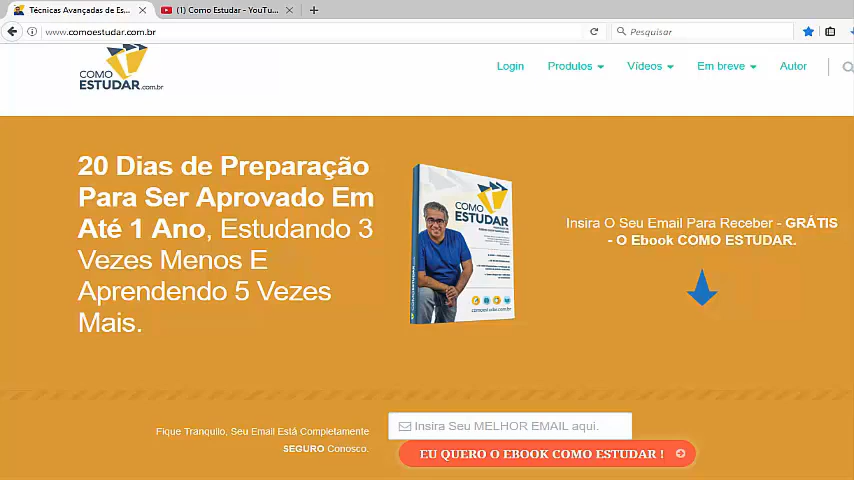 Técnicas Avançadas de Es...
(1) Como Estudar - YouTu...
www.comoestudar.com.br
Pesquisar
COMO
ESTUDAR.com.br
Login
Produtos
Vídeos
Em breve
Autor
20 Dias de Preparação
Para Ser Aprovado Em
Até 1 Ano, Estudando 3
Vezes Menos E
Aprendendo 5 Vezes
Mais.
COMO
ESTUDAR
comoestudar.com.br
Insira O Seu Email Para Receber - GRÁTIS
- O Ebook COMO ESTUDAR.
Fique Tranquilo, Seu Email Está Completamente
SEGURO Conosco.
Insira Seu MELHOR EMAIL aqui.
EU QUERO O EBOOK COMO ESTUDAR !